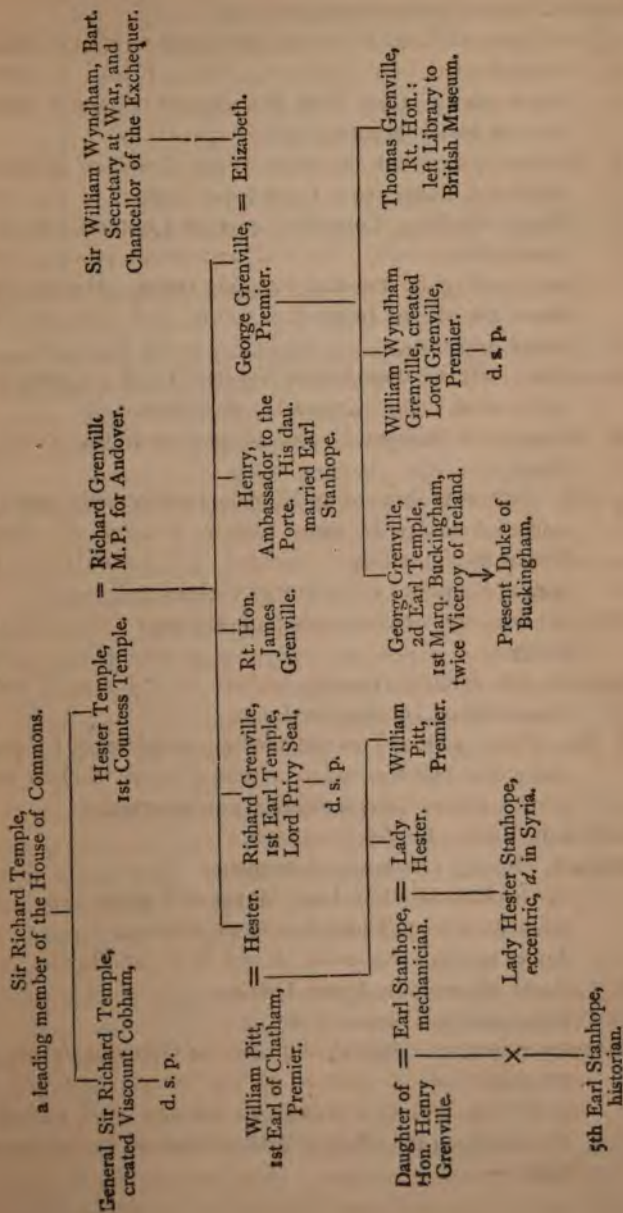 Sir Richard Temple,
a leading member of the House of Commons.
General Sir Richard Temple,
created Viscount Cobham,
d. s. p.
Hester Temple,
1st Countess Temple.
= Richard Grenville
M.P. for Andover.
Sir William Wyndham, Bart.
Secretary at War, and
Chancellor of the Exchequer.
William Pitt,
1st Earl of Chatham,
Premier.
= Hester.
Richard Grenville,
1st Earl Temple,
Lord Privy Seal,
d. s. p.
Rt. Hon.
James
Grenville.
Henry,
Ambassador to the
Porte. His dau.
married Earl
Stanhope.
George Grenville,
Premier.
= Elizabeth.
Daughter of
Hon. Henry
Grenville.
= Earl Stanhope,
mechanician.
= Lady
Hester.
William
Pitt,
Premier.
George Grenville,
2d Earl Temple,
1st Marq. Buckingham,
twice Viceroy of Ireland.
William Wyndham
Grenville, created
Lord Grenville,
Premier.
d. s. p.
Thomas Grenville,
Rt. Hon.:
left Library to
British Museum.
×
Lady Hester Stanhope,
eccentric, d. in Syria.
Present Duke of
Buckingham.
5th Earl Stanhope,
historian.